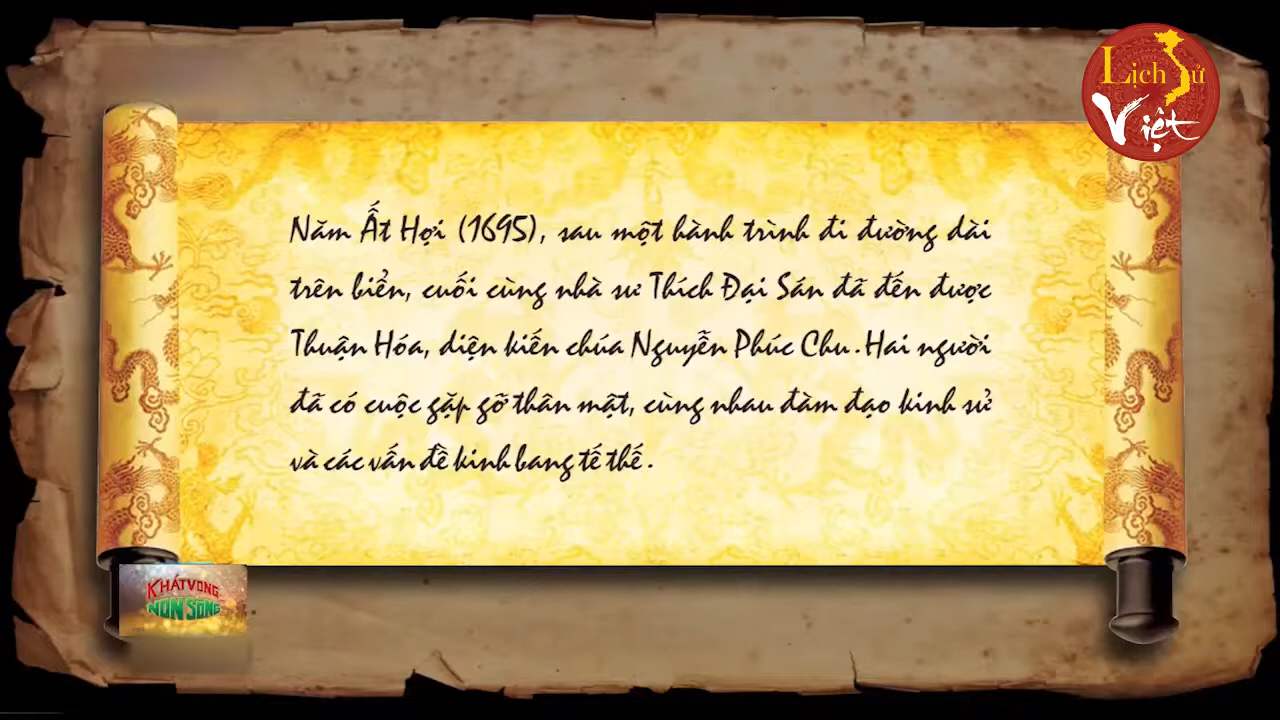 Lịch Sử
Việt
Năm Ất Hợi (1695), sau một hành trình đi đường dài
trên biển, cuối cùng nhà sư Thích Đại Sán đã đến được
Thuận Hóa, diện kiến chúa Nguyễn Phúc Chu. Hai người
đã có cuộc gặp gỡ thân mật, cùng nhau đàm đạo kinh sử
và các vấn đề kinh bang tế thế.
KHÁT VỌNG
NON SÔNG